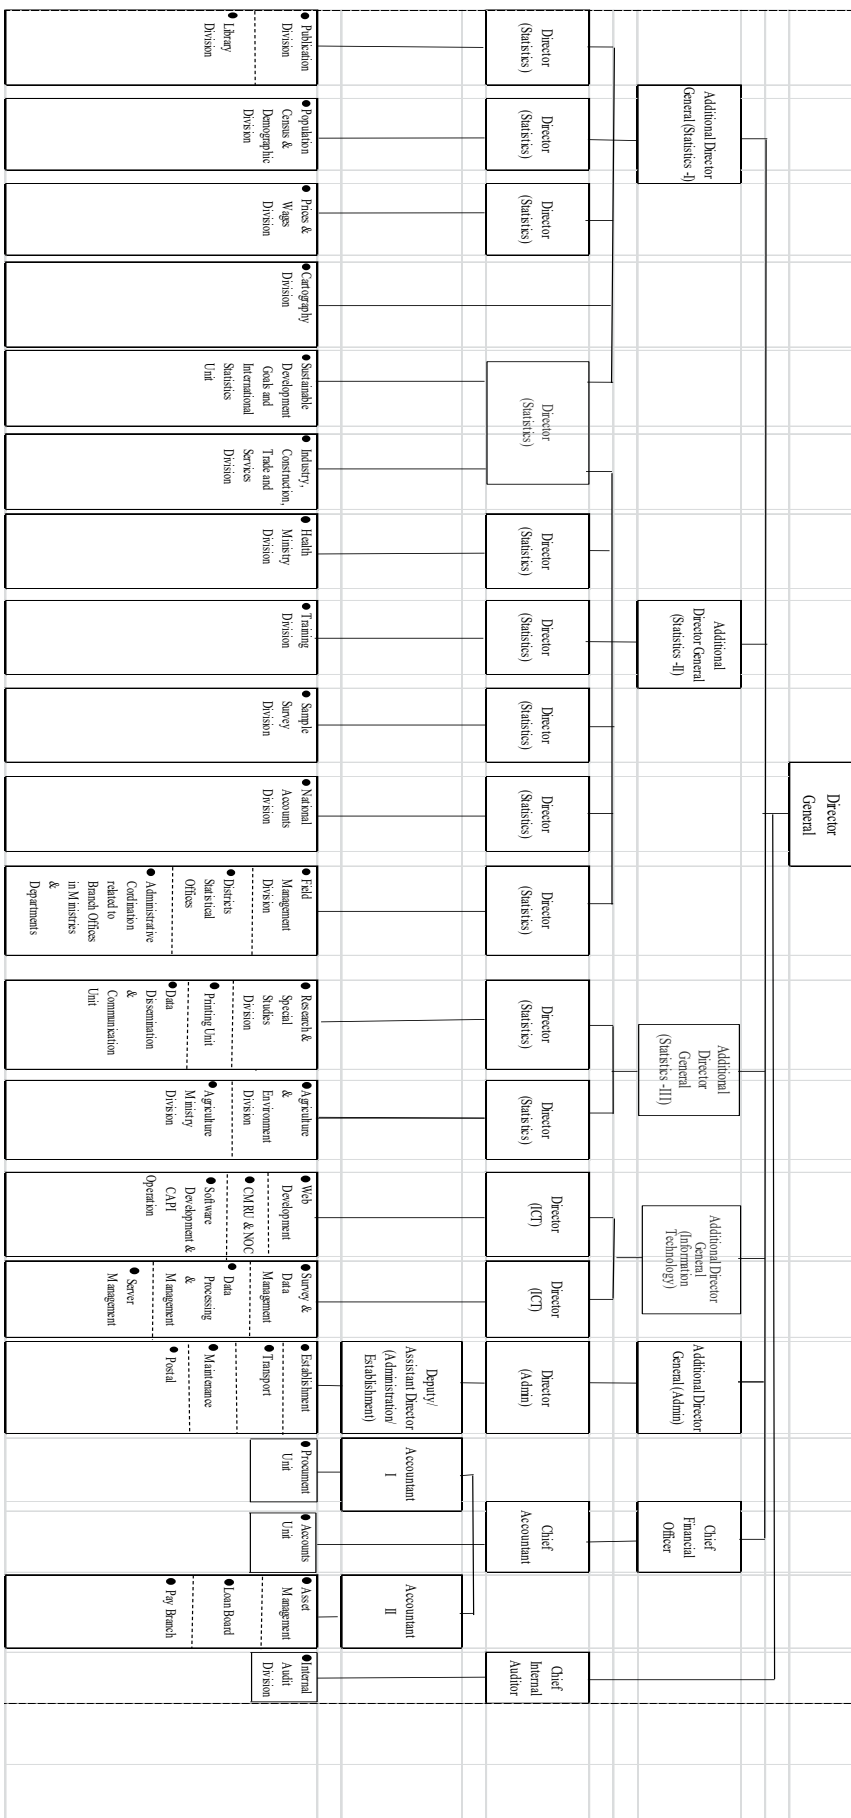 Director
General
Additional Director
General (Statistics -I)
Additional
Director General
(Statistics -II)
Additional
Director
General
(Statistics -III)
Additional Director
General
(Information
Technology)
Additional Director
General (Admin)
Chief
Financial
Officer
Director
(Statistics)
Director
(Statistics)
Director
(Statistics)
Director
(Statistics)
Director
(Statistics)
Director
(Statistics)
Director
(Statistics)
Director
(Statistics)
Director
(Statistics)
Director
(Statistics)
Director
(Statistics)
Director
(ICT)
Director
(ICT)
Director
(Admin)
Chief
Accountant
Chief
Internal
Auditor
Deputy/
Assistant Director
(Administration/
Establishment)
Accountant
I
Accountant
II
● Publication
Division
● Library
Division
● Population
Census &
Demographic
Division
● Prices &
Wages
Division
● Cartography
Division
● Sustainable
Development
Goals and
International
Statistics
Unit
● Industry,
Construction,
Trade and
Services
Division
● Health
Ministry
Division
● Training
Division
● Sample
Survey
Division
● National
Accounts
Division
● Field
Management
Division
● Districts
Statistical
Offices
● Administrative
Cordination
related to
Branch Offices
in Ministries
&
Departments
● Research &
Special
Studies
Division
● Printing Unit
● Data
Dissemination
&
Communication
Unit
● Agriculture
&
Environment
Division
● Agriculture
Ministry
Division
● Web
Development
● CMRU & NOC
● Software
Development &
CAPI
Operation
● Survey &
Data
Management
● Data
Processing
&
Management
● Server
Management
● Establishment
● Transport
● Maintenance
● Postal
● Procument
Unit
● Accounts
Unit
● Asset
Management
● Loan Board
● Pay Branch
● Internal
Audit
Division